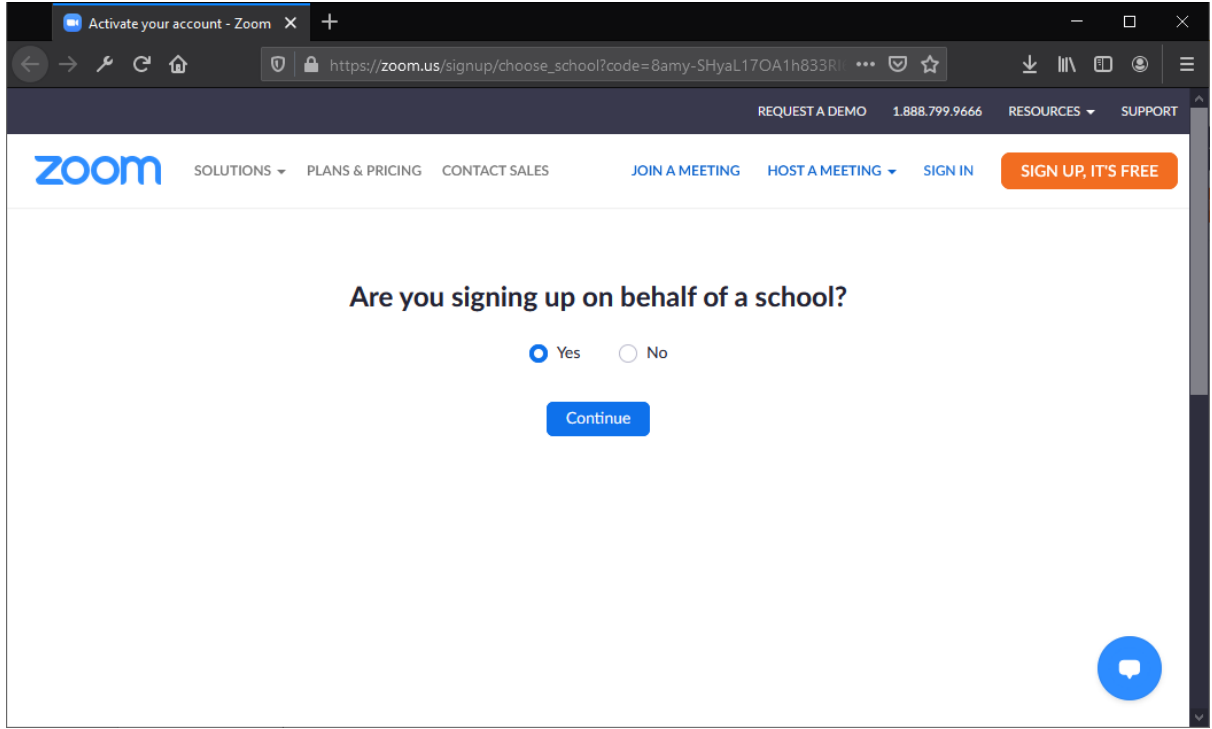 Activate your account - Zoom
https://zoom.us/signup/choose_school?code=8amy-SHyaL17OA1h833R
REQUEST A DEMO 1.888.799.9666 RESOURCES SUPPORT
zoom SOLUTIONS PLANS & PRICING CONTACT SALES JOIN A MEETING HOST A MEETING SIGN IN SIGN UP, IT'S FREE
Are you signing up on behalf of a school?
Yes No
Continue